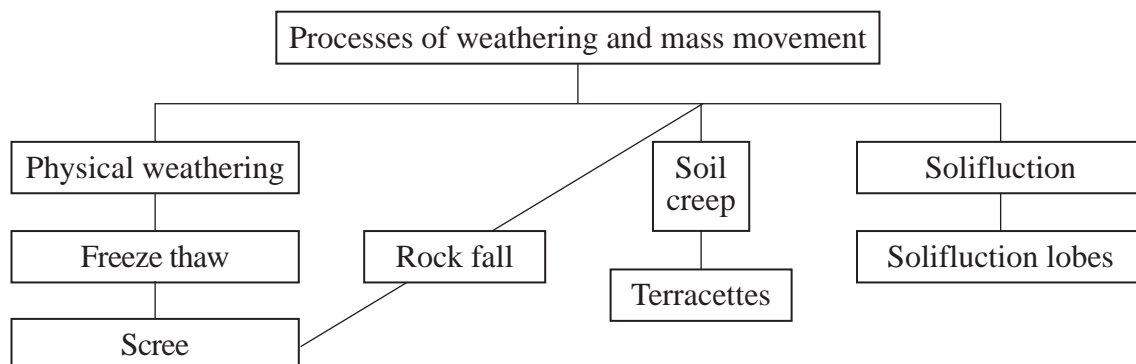 Processes of weathering and mass movement
Physical weathering
Soil
creep
Solifluction
Freeze thaw
Rock fall
Solifluction lobes
Terracettes
Scree